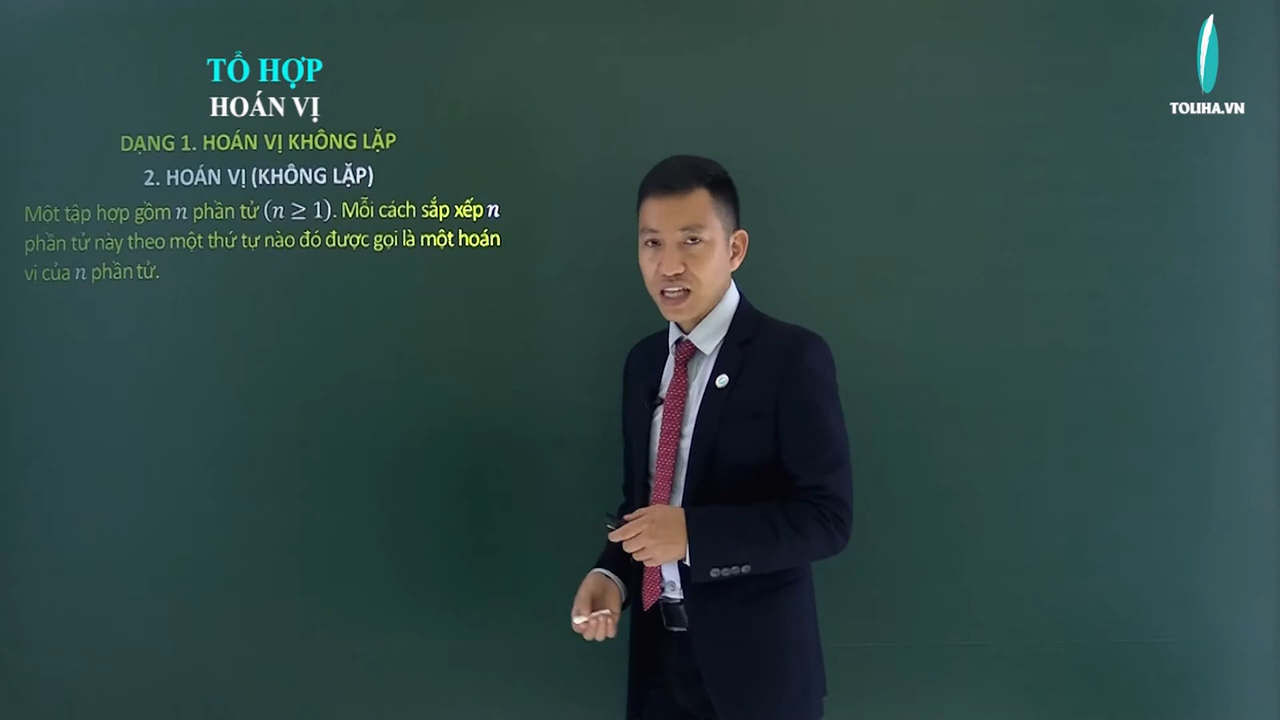 TỔ HỢP
HOÁN VỊ
DẠNG 1. HOÁN VỊ KHÔNG LẶP
2. HOÁN VỊ (KHÔNG LẶP)
Một tập hợp gồm n phần tử (n ≥ 1). Mỗi cách sắp xếp n
phần tử này theo một thứ tự nào đó được gọi là một hoán
vị của n phần tử.
TOLIHA.VN